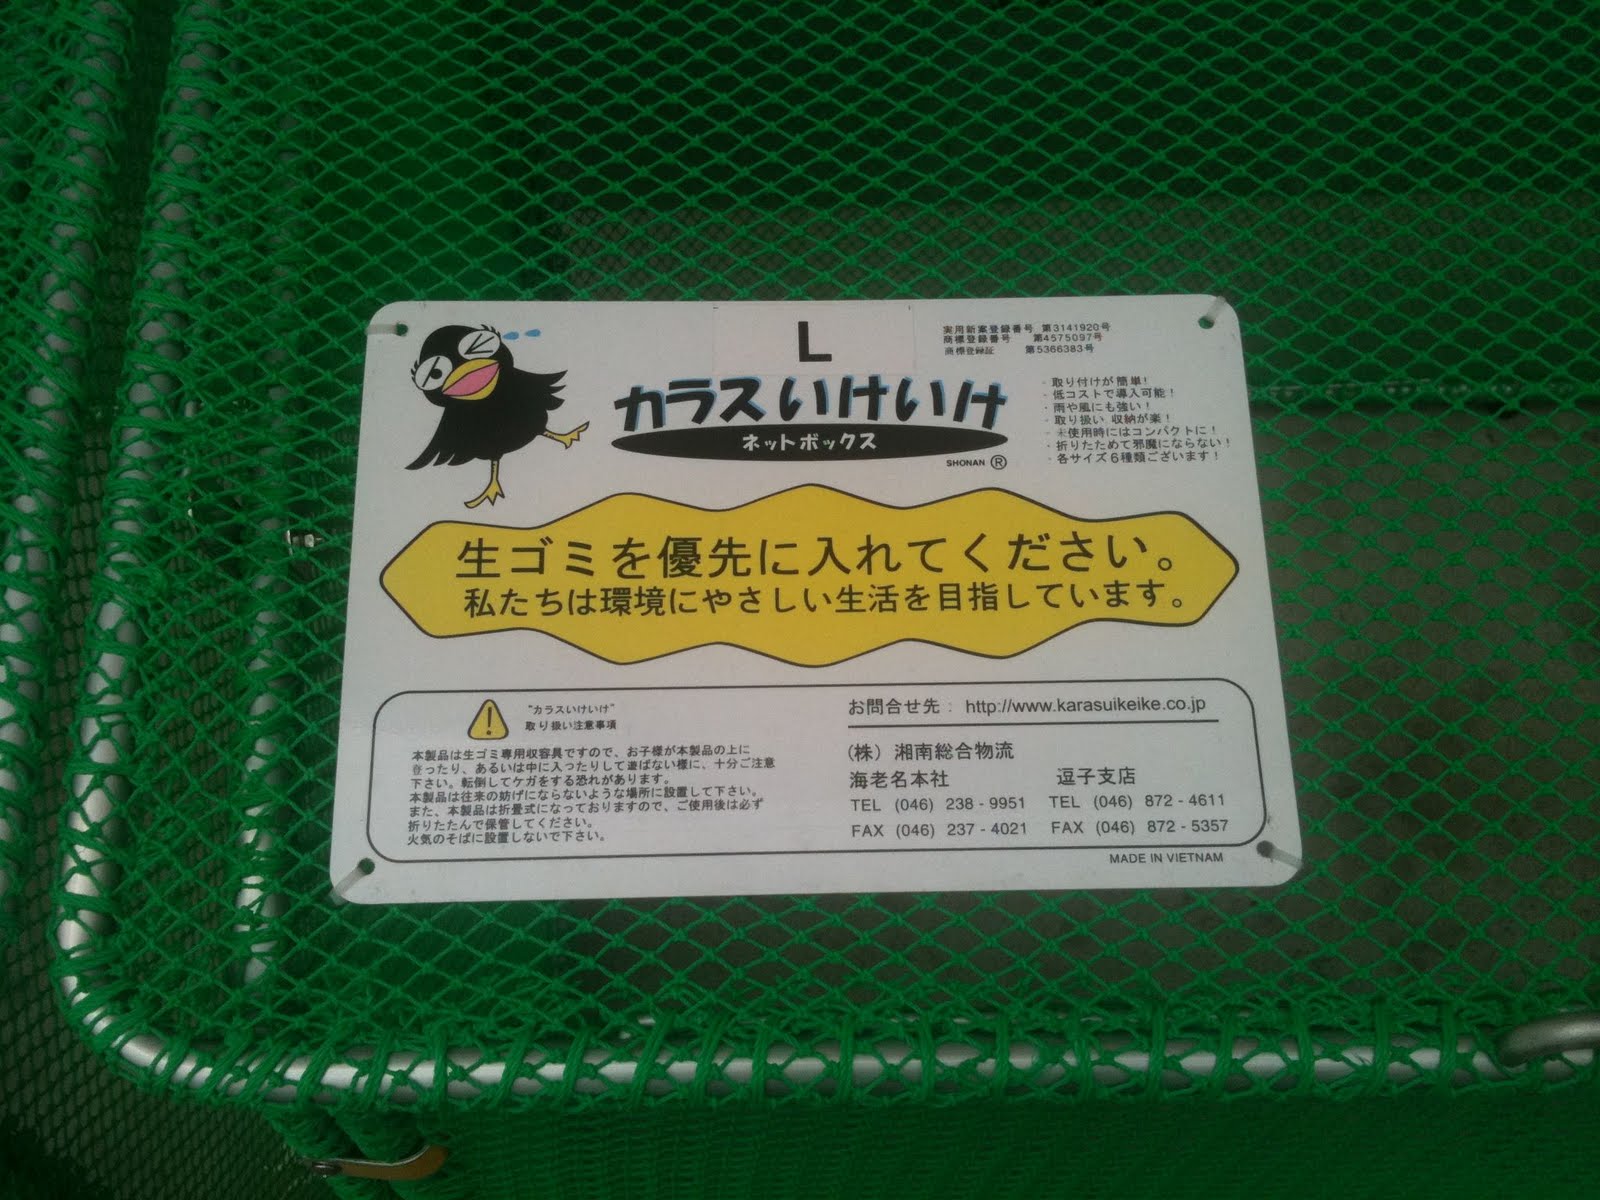 L
実用新案登録番号 第3141920号
商標登録番号 第4575097号
商標登録証 第5366383号
カラスいけいけ
ネットボックス
SHONAN ®
・取り付けが簡単！
・低コストで導入可能！
・雨や風にも強い！
・取り扱い 収納が楽！
・未使用時にはコンパクトに！
・折りたためて邪魔にならない！
・各サイズ6種類ございます！
生ゴミを優先に入れてください。
私たちは環境にやさしい生活を目指しています。
"カラスいけいけ"
取り扱い注意事項
本製品は生ゴミ専用収容具ですので、お子様が本製品の上に
登ったり、あるいは中に入ったりして遊ばない様に、十分ご注意
下さい。転倒してケガをする恐れがあります。
本製品は往来の妨げにならないような場所に設置して下さい。
また、本製品は折畳式になっておりますので、ご使用後は必ず
折りたたんで保管してください。
火気のそばに設置しないで下さい。
お問合せ先： http://www.karasuikeike.co.jp
（株）湘南総合物流
海老名本社 逗子支店
TEL (046) 238-9951 TEL (046) 872-4611
FAX (046) 237-4021 FAX (046) 872-5357
MADE IN VIETNAM